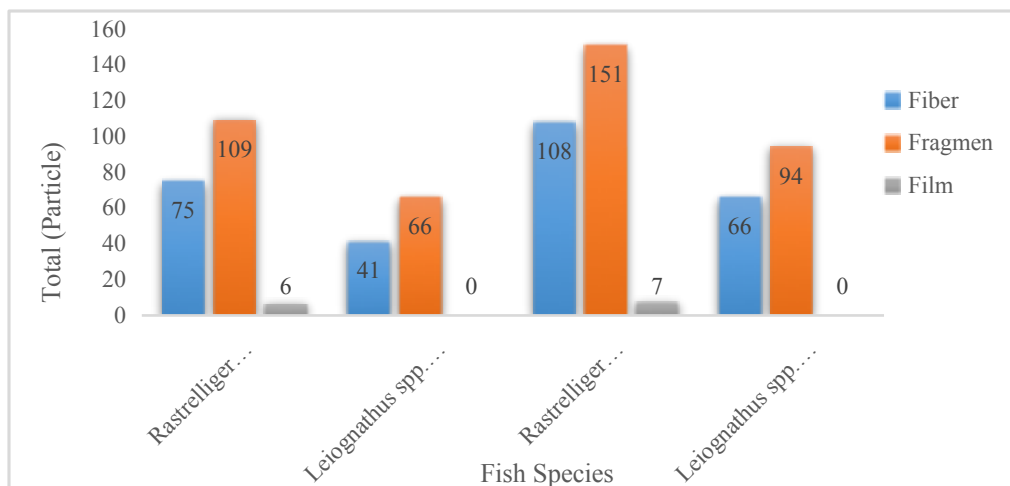 160
140
120
100
80
60
40
20
0
Total (Particle)
75
109
6
41
66
0
108
151
7
66
94
0
Rastrelliger…
Leiognathus spp.…
Rastrelliger…
Leiognathus spp.…
Fish Species
Fiber
Fragmen
Film